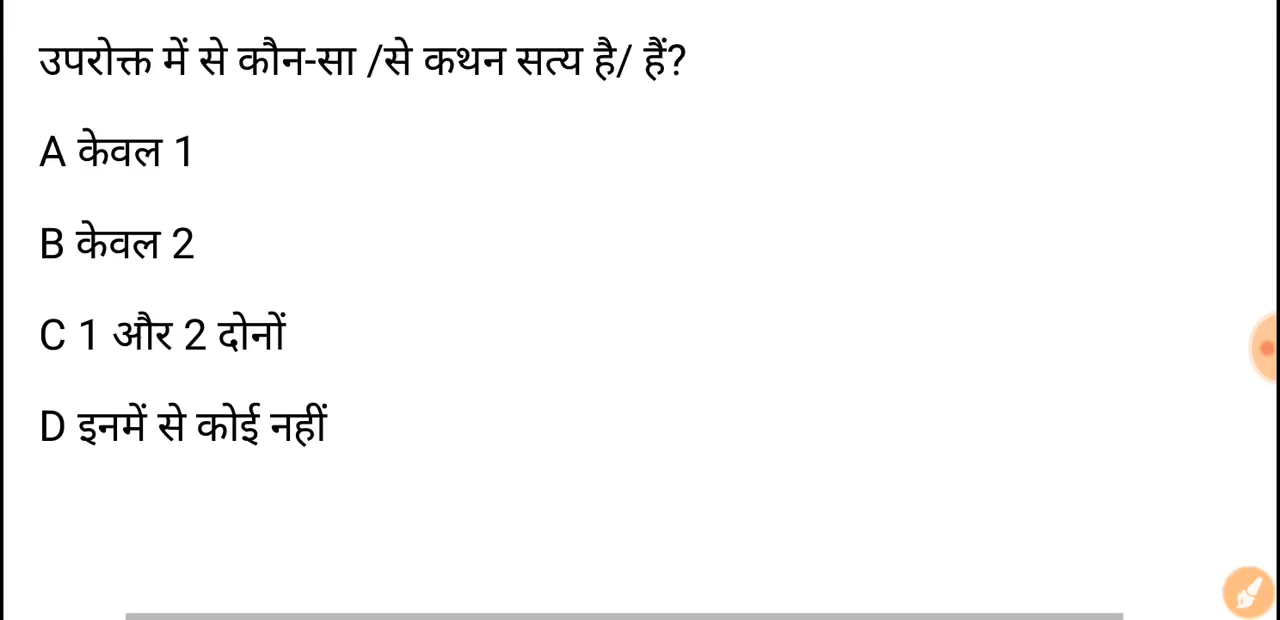 उपरोक्त में से कौन-सा /से कथन सत्य है/ हैं?
A केवल 1
B केवल 2
C 1 और 2 दोनों
D इनमें से कोई नहीं